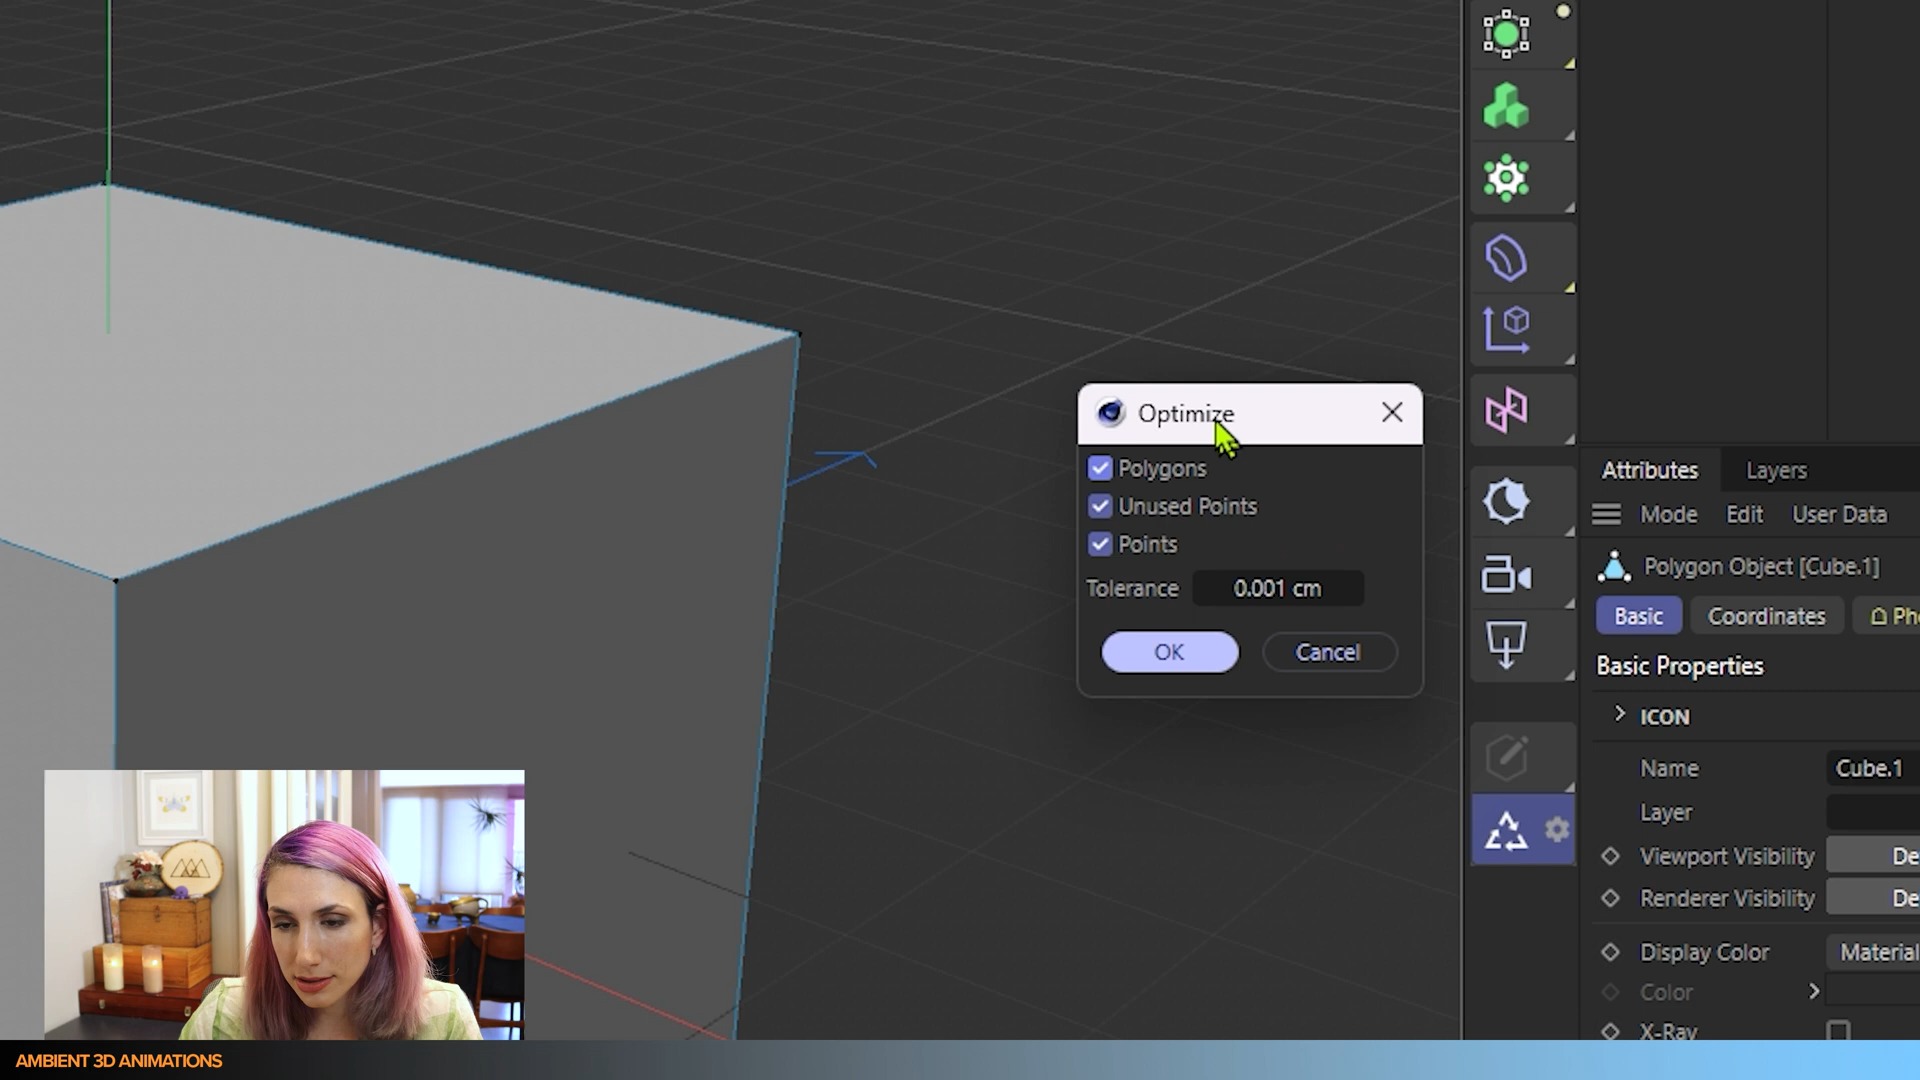 Optimize
Polygons
Unused Points
Points
Tolerance 0.001 cm
OK Cancel
Attributes Layers
Mode Edit User Data
Polygon Object [Cube.1]
Basic Coordinates Pho
Basic Properties
ICON
Name Cube.1
Layer
Viewport Visibility De
Renderer Visibility De
Display Color Material
Color
X-Ray
AMBIENT 3D ANIMATIONS